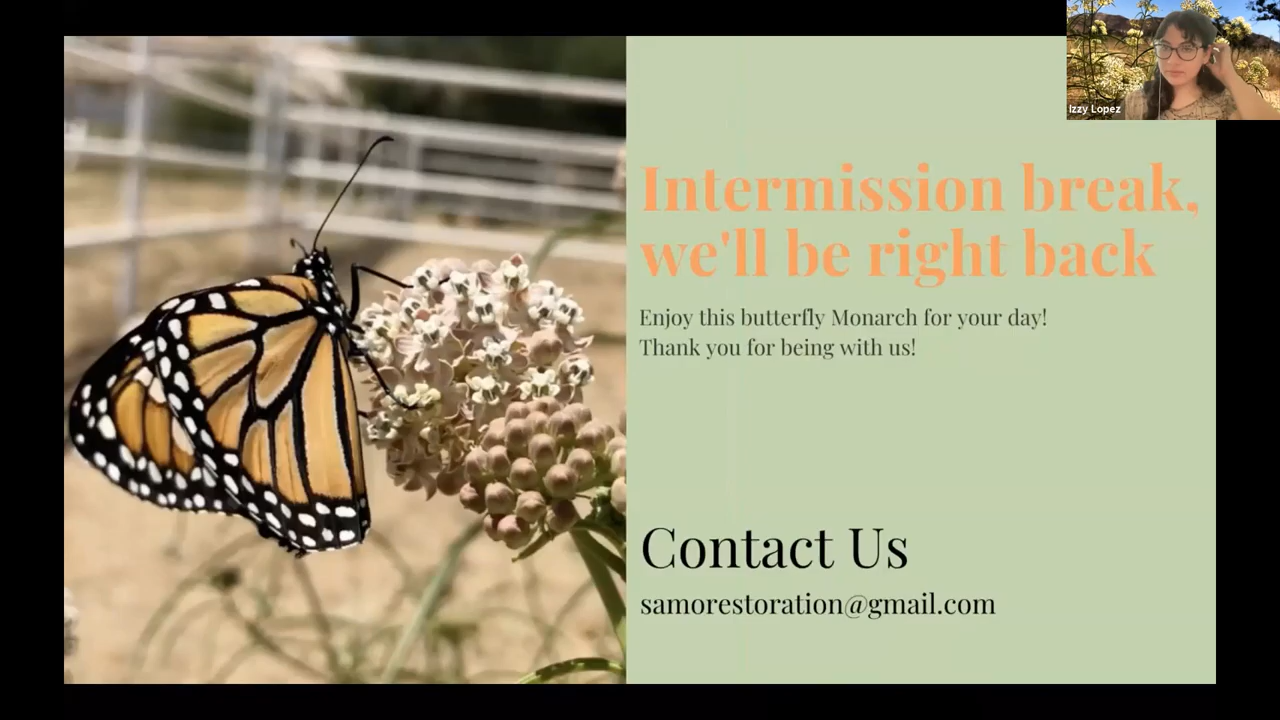 Izzy Lopez
Intermission break,
we'll be right back
Enjoy this butterfly Monarch for your day!
Thank you for being with us!
Contact Us
samorestoration@gmail.com